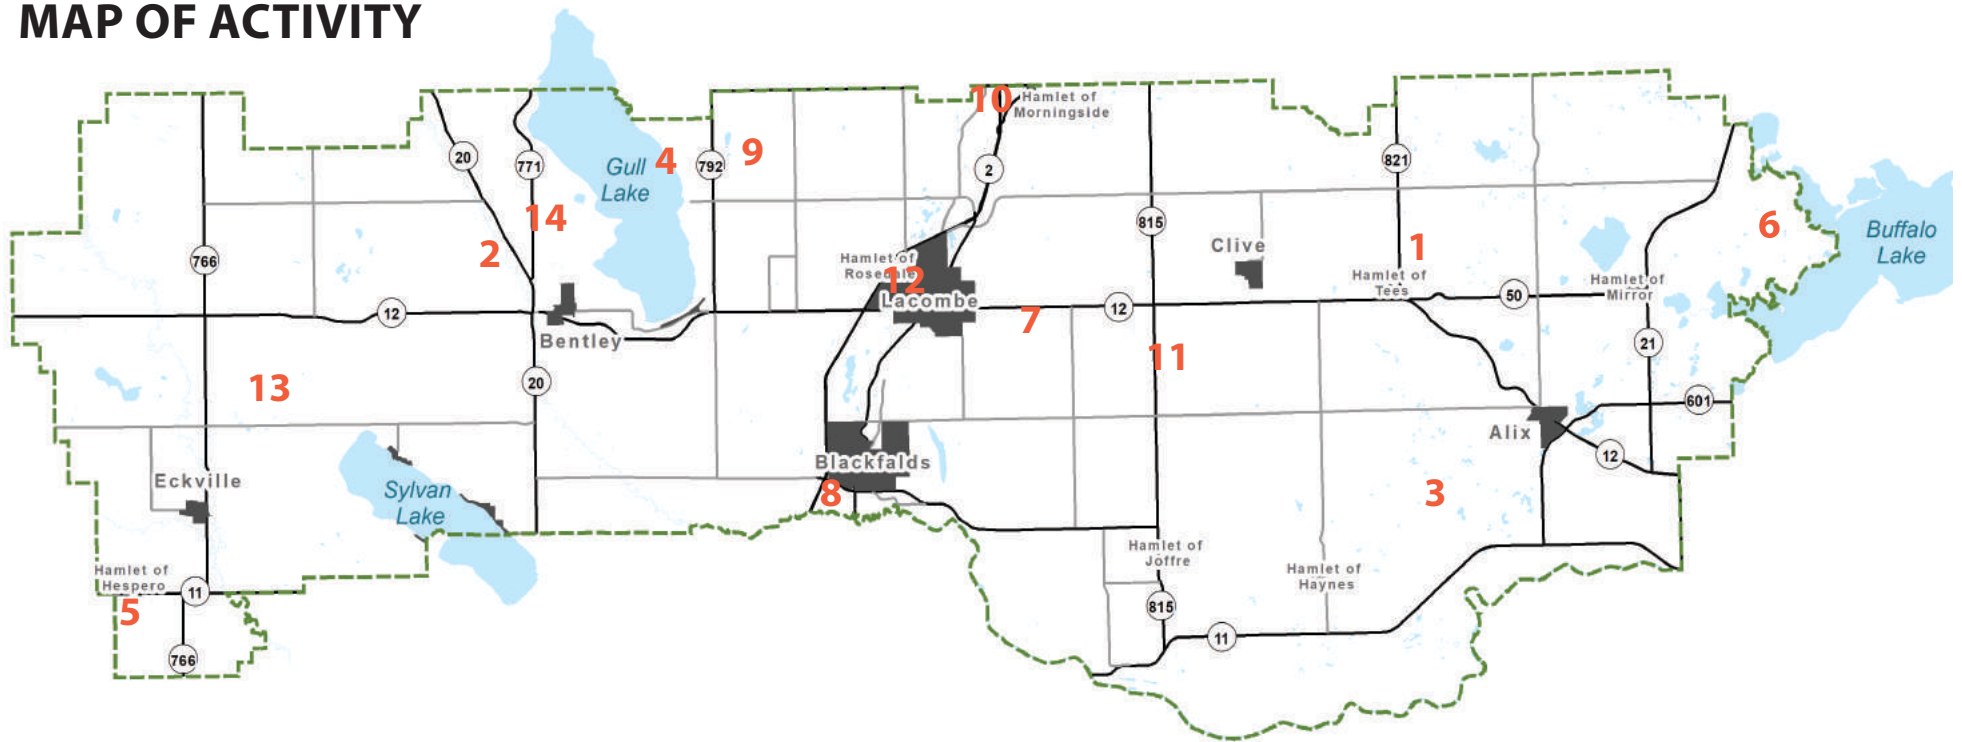 MAP OF ACTIVITY
10
Hamlet of
Morningside
20
771
Gull
Lake
4
792
9
2
821
14
815
6
766
2
Clive
1
Buffalo
Lake
Hamlet of
Rosedale
12
Lacombe
Hamlet of
Tees
50
Hamlet of
Mirror
12
Bentley
7
12
11
21
13
20
601
Alix
12
Eckville
Sylvan
Lake
Blackfalds
8
3
Hamlet of
Joffre
Hamlet of
Haynes
Hamlet of
Hespero
11
5
815
11
766